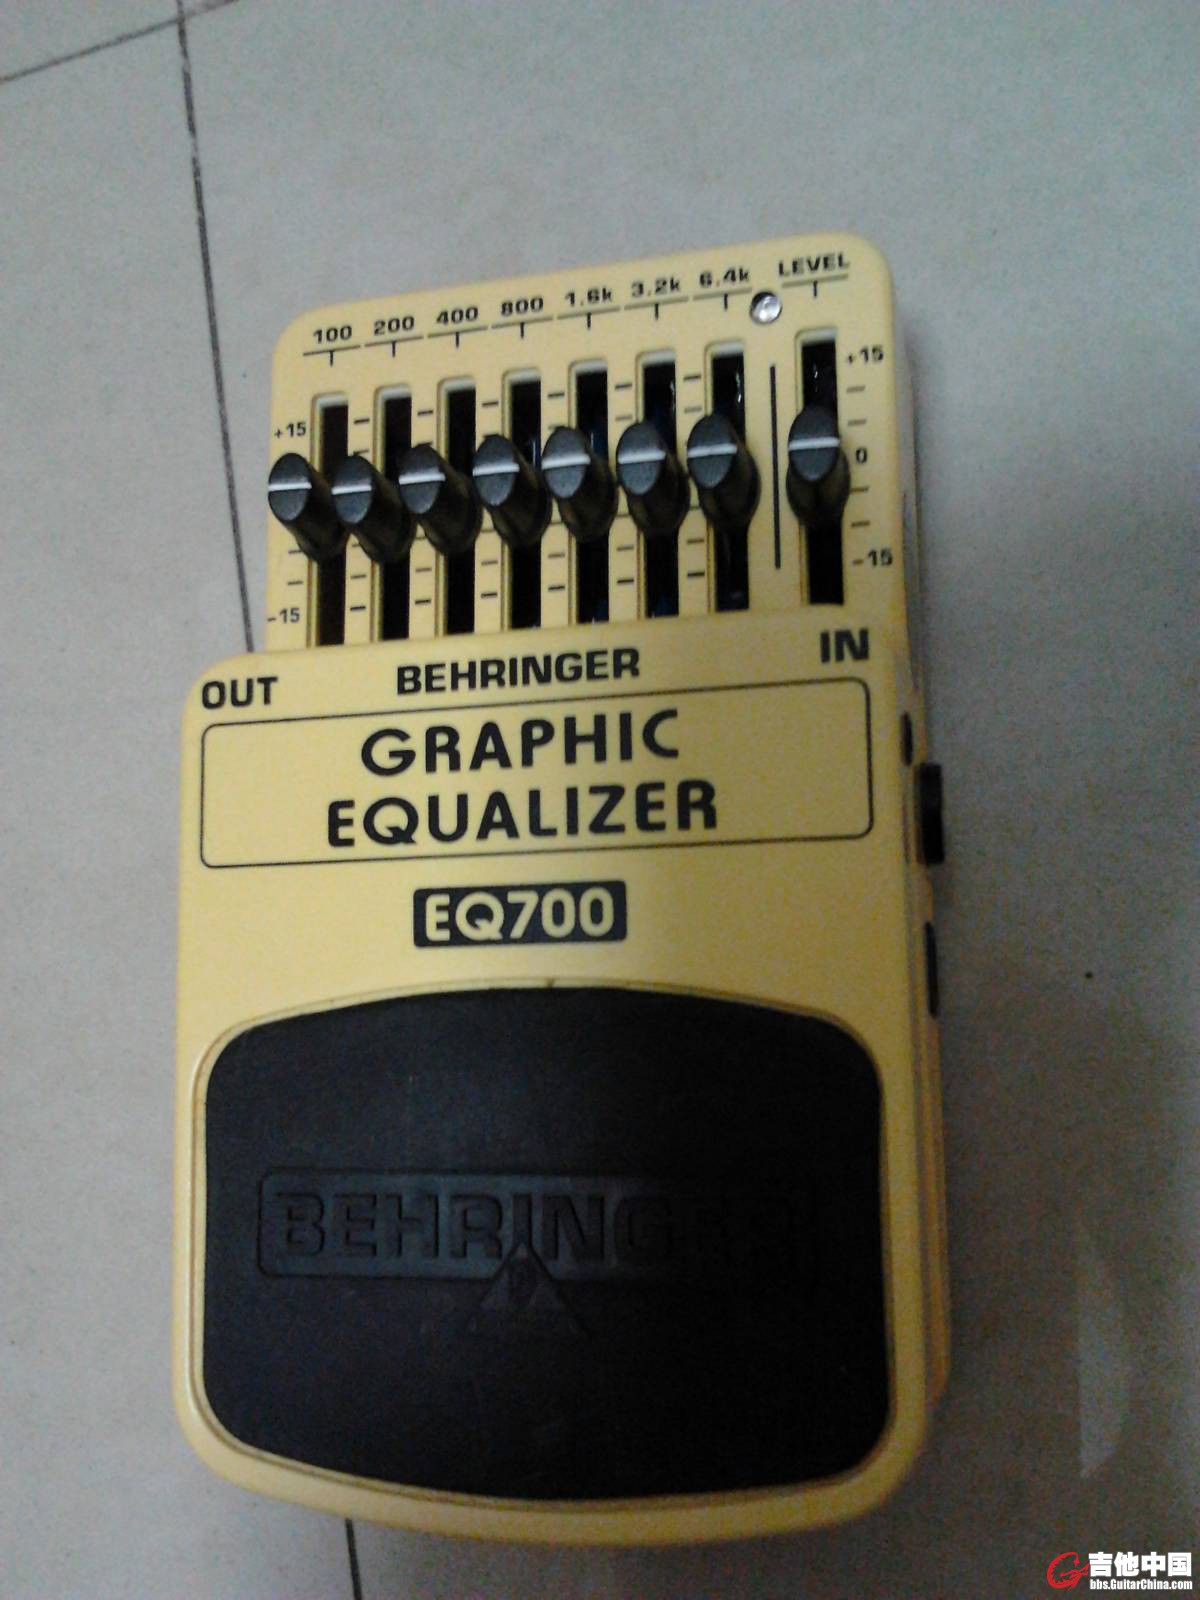 100 200 400 800 1.6k 3.2k 6.4k LEVEL
+15
+15
0
-15
-15
OUT BEHRINGER IN
GRAPHIC
EQUALIZER
EQ700
BEHRINGER
吉他中国
bbs.GuitarChina.com